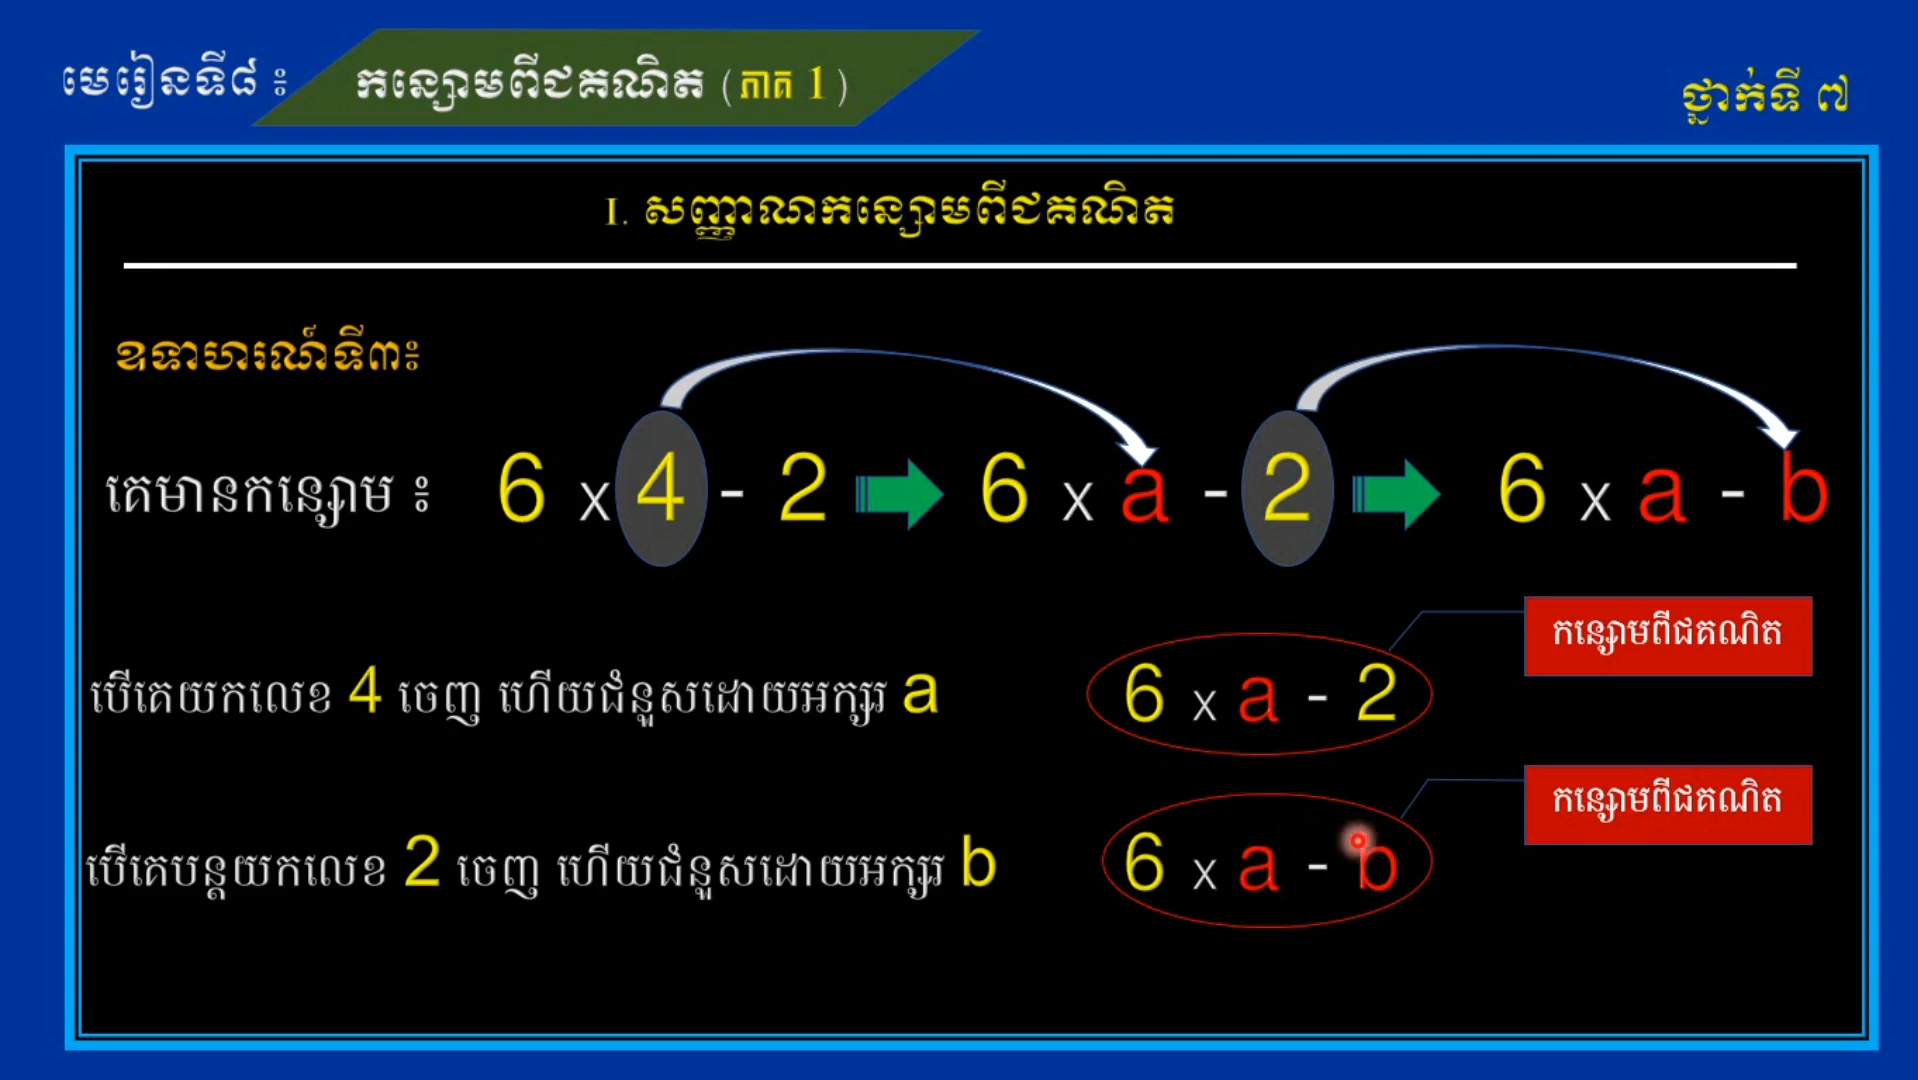 មេរៀនទី៨ ៖ កន្សោមពីជគណិត (ភាគ 1)
ថ្នាក់ទី ៧
I. សញ្ញាណកន្សោមពីជគណិត
ឧទាហរណ៍ទី៣៖
គេមានកន្សោម ៖ 6 x 4 - 2 6 x a - 2 6 x a - b
កន្សោមពីជគណិត
បើគេយកលេខ 4 ចេញ ហើយជំនួសដោយអក្សរ a 6 x a - 2
កន្សោមពីជគណិត
បើគេបន្តយកលេខ 2 ចេញ ហើយជំនួសដោយអក្សរ b 6 x a - b